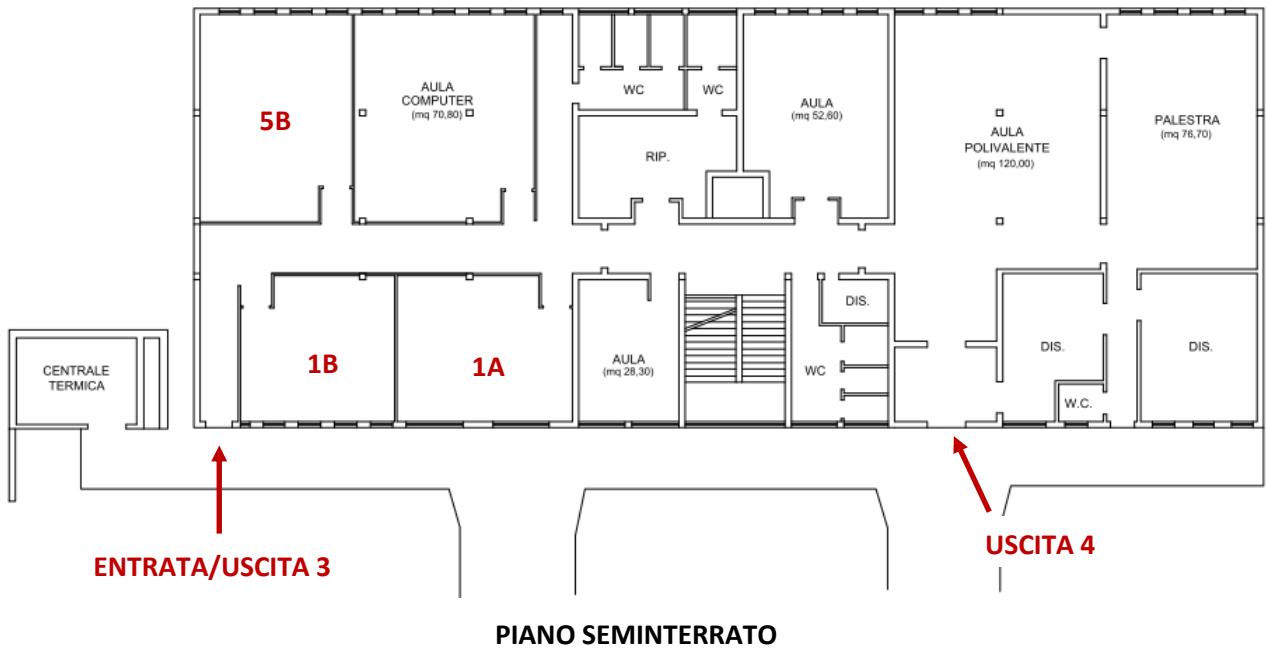 5B
AULA
COMPUTER
(mq 70,80)
WC
WC
RIP.
AULA
(mq 52,60)
AULA
POLIVALENTE
(mq 120,00)
PALESTRA
(mq 76,70)
CENTRALE
TERMICA
1B
1A
AULA
(mq 28,30)
WC
DIS.
DIS.
W.C.
DIS.
ENTRATA/USCITA 3
USCITA 4
PIANO SEMINTERRATO